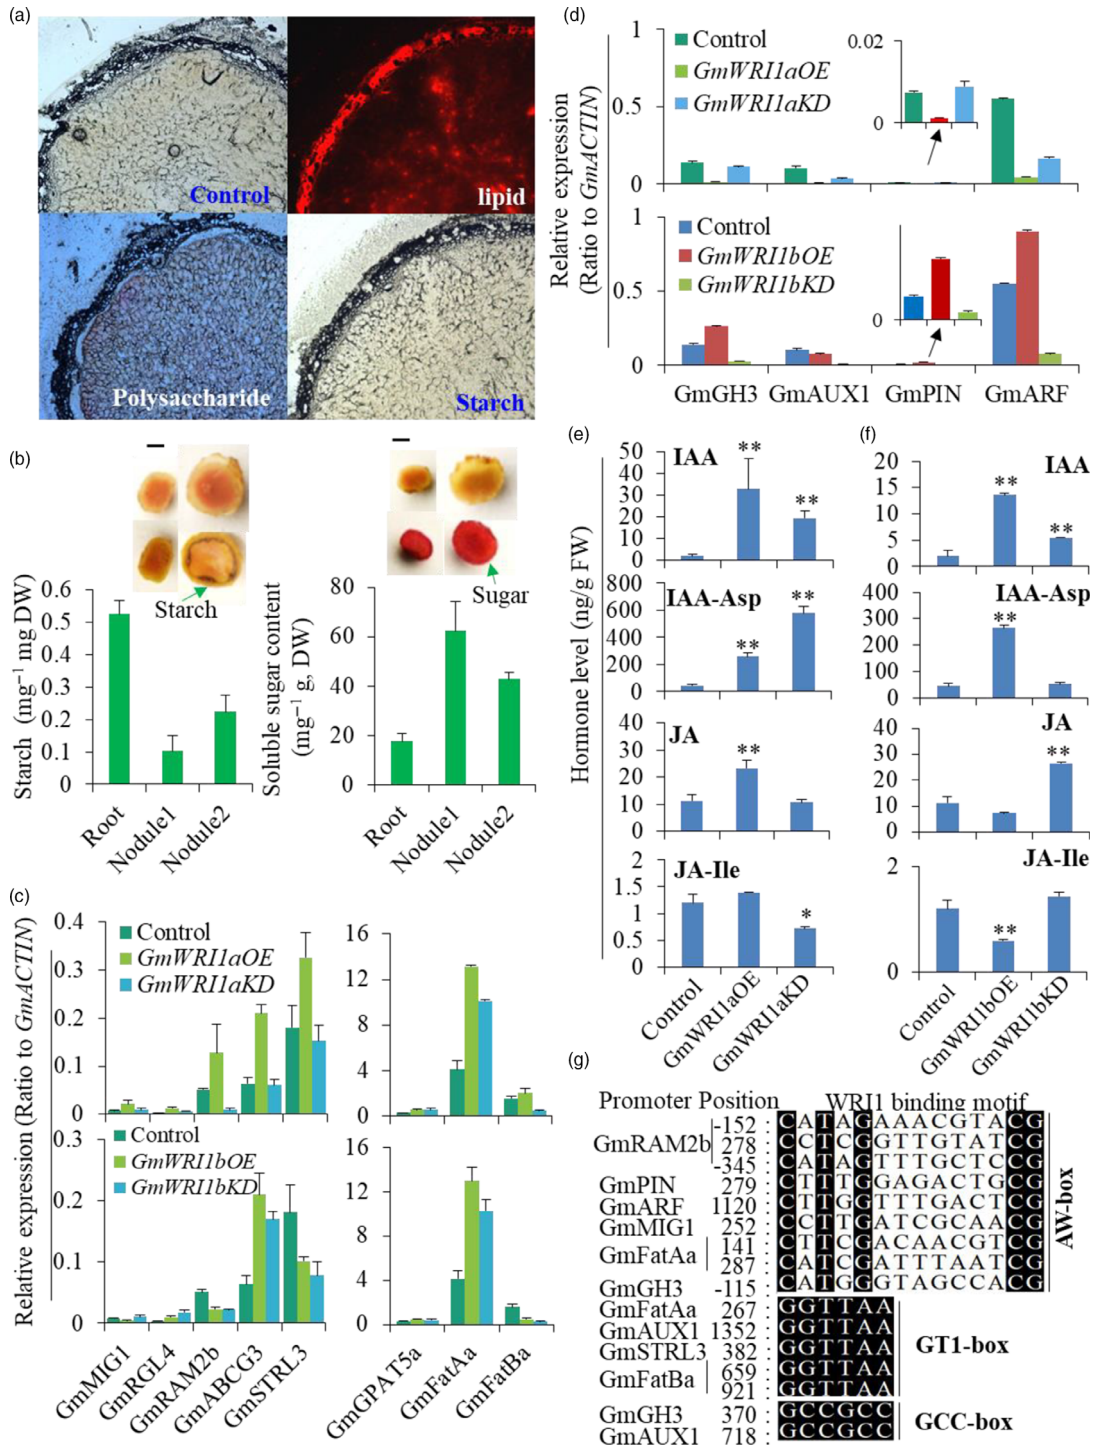 (a)
Control
lipid
Polysaccharide
Starch
(b)
Starch (mg⁻¹ mg DW)
0.6
0.5
0.4
0.3
0.2
0.1
0
Starch
Root
Nodule1
Nodule2
Soluble sugar content
(mg⁻¹ g, DW)
80
60
40
20
0
Sugar
Root
Nodule1
Nodule2
(c)
Relative expression (Ratio to GmACTIN)
0.4
0.3
0.2
0.1
0
Control
GmWRI1aOE
GmWRI1aKD
16
12
8
4
0
0.3
0.2
0.1
0
Control
GmWRI1bOE
GmWRI1bKD
16
12
8
4
0
GmMIG1
GmRGL4
GmRAM2b
GmABCG3
GmSTRL3
GmGPAT5a
GmFatAa
GmFatBa
(d)
Relative expression
(Ratio to GmACTIN)
1
0.5
0
Control
GmWRI1aOE
GmWRI1aKD
0.02
0
1
0.5
0
Control
GmWRI1bOE
GmWRI1bKD
0
GmGH3 GmAUX1 GmPIN GmARF
(e)
Hormone level (ng/g FW)
50
40
30
20
10
0
IAA
**
**
800
600
400
200
0
IAA-Asp
**
**
40
30
20
10
0
JA
**
2
1.5
1
0.5
0
JA-Ile
*
Control
GmWRI1aOE
GmWRI1aKD
(f)
20
15
10
5
0
IAA
**
**
400
300
200
100
0
IAA-Asp
**
40
30
20
10
0
JA
**
2
0
JA-Ile
**
Control
GmWRI1bOE
GmWRI1bKD
(g)
Promoter Position WRI1 binding motif
GmRAM2b
-152 : CATAGAAACGTACG
278 : CCTCGGTTGTATCG
-345 : CATAGTTTGCTCCG
GmPIN 279 : CTTTGGAGACTGCG
GmARF 1120 : CTTGGTTTGACTCG
GmMIG1 252 : CCTTGATCGCAACG
GmFatAa
141 : CTTCGACAACGTCG
287 : CATCGATTTAATCG
GmGH3 -115 : CATGGGTAGCCACG
AW-box
GmFatAa 267 : GGTTAA
GmAUX1 1352 : GGTTAA
GmSTRL3 382 : GGTTAA
GmFatBa
659 : GGTTAA
921 : GGTTAA
GT1-box
GmGH3 370 : GCCGCC
GmAUX1 718 : GCCGCC
GCC-box